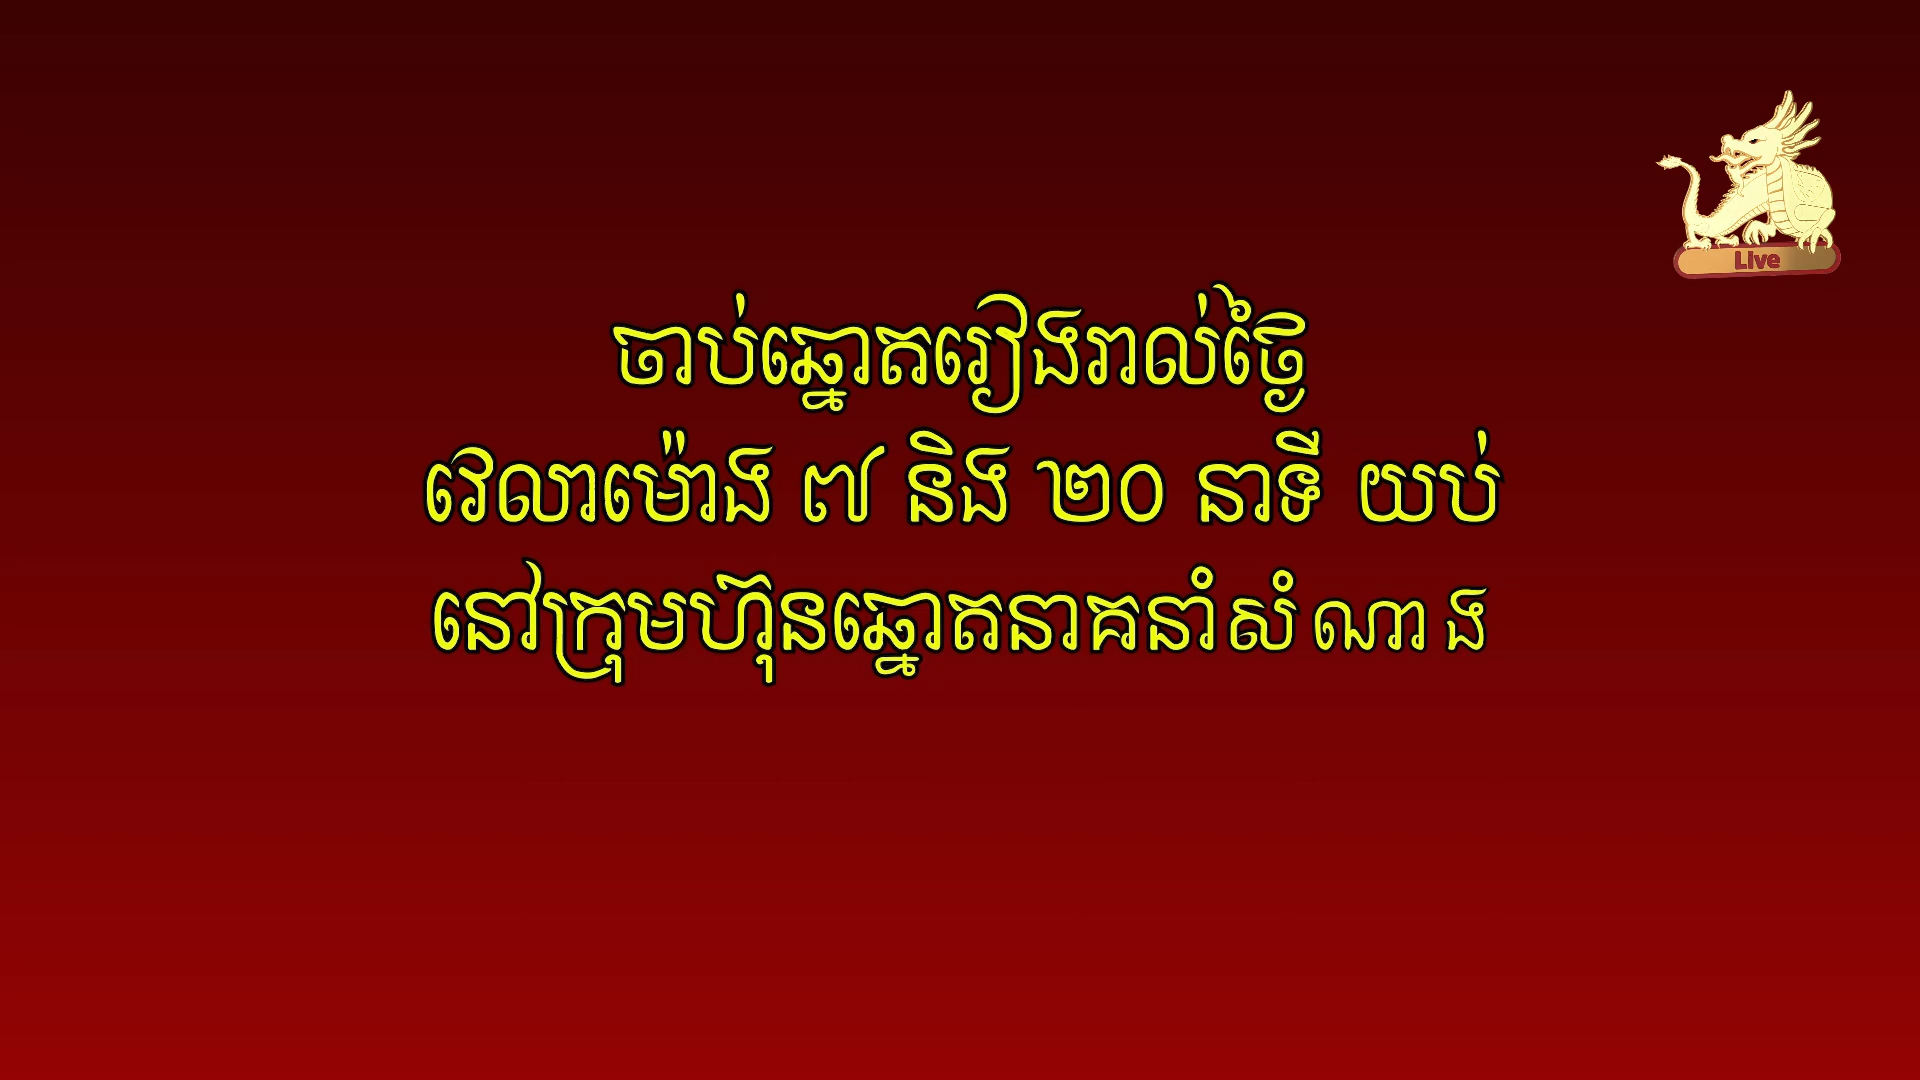 Live
ចាប់ឆ្នោតរៀងរាល់ថ្ងៃ
វេលាម៉ោង ៧ និង ២០ នាទី យប់
នៅក្រុមហ៊ុនឆ្នោតនាគនាំសំណាង